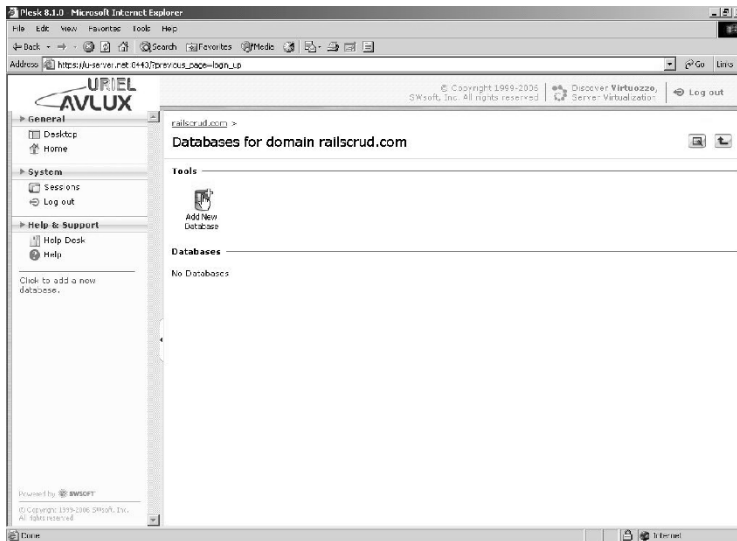 Plesk 8.1.0 Microsoft Internet Explorer
File Edit View Favorites Tools Help
Back Search Favorites Media
Address https://u-server.net:8443/?previous_page=login_up Go Links
URIEL
AVLUX
© Copyright 1999-2006
SWsoft, Inc. All rights reserved
Discover Virtuozzo,
Server Virtualization
Log out
General
Desktop
Home
System
Sessions
Log out
Help & Support
Help Desk
Help
Click to add a new
database.
railscrud.com >
Databases for domain railscrud.com
Tools
Add New
Database
Databases
No Databases
Powered by SWSOFT
(c) Copyright 1999-2006 SWsoft, Inc.
All rights reserved
Done
Internet